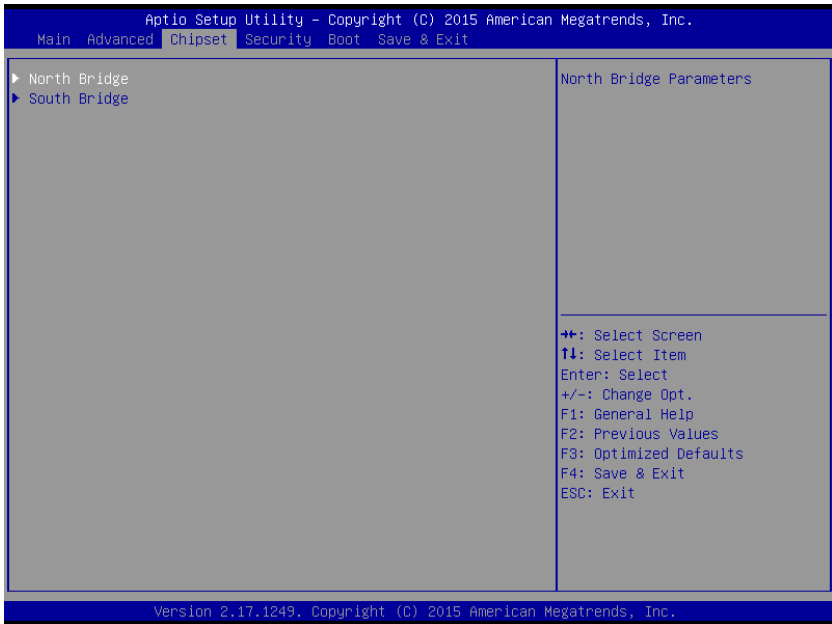 Aptio Setup Utility – Copyright (C) 2015 American Megatrends, Inc.
Main Advanced Chipset Security Boot Save & Exit
▶ North Bridge
▶ South Bridge
North Bridge Parameters
→←: Select Screen
↑↓: Select Item
Enter: Select
+/-: Change Opt.
F1: General Help
F2: Previous Values
F3: Optimized Defaults
F4: Save & Exit
ESC: Exit
Version 2.17.1249. Copyright (C) 2015 American Megatrends, Inc.